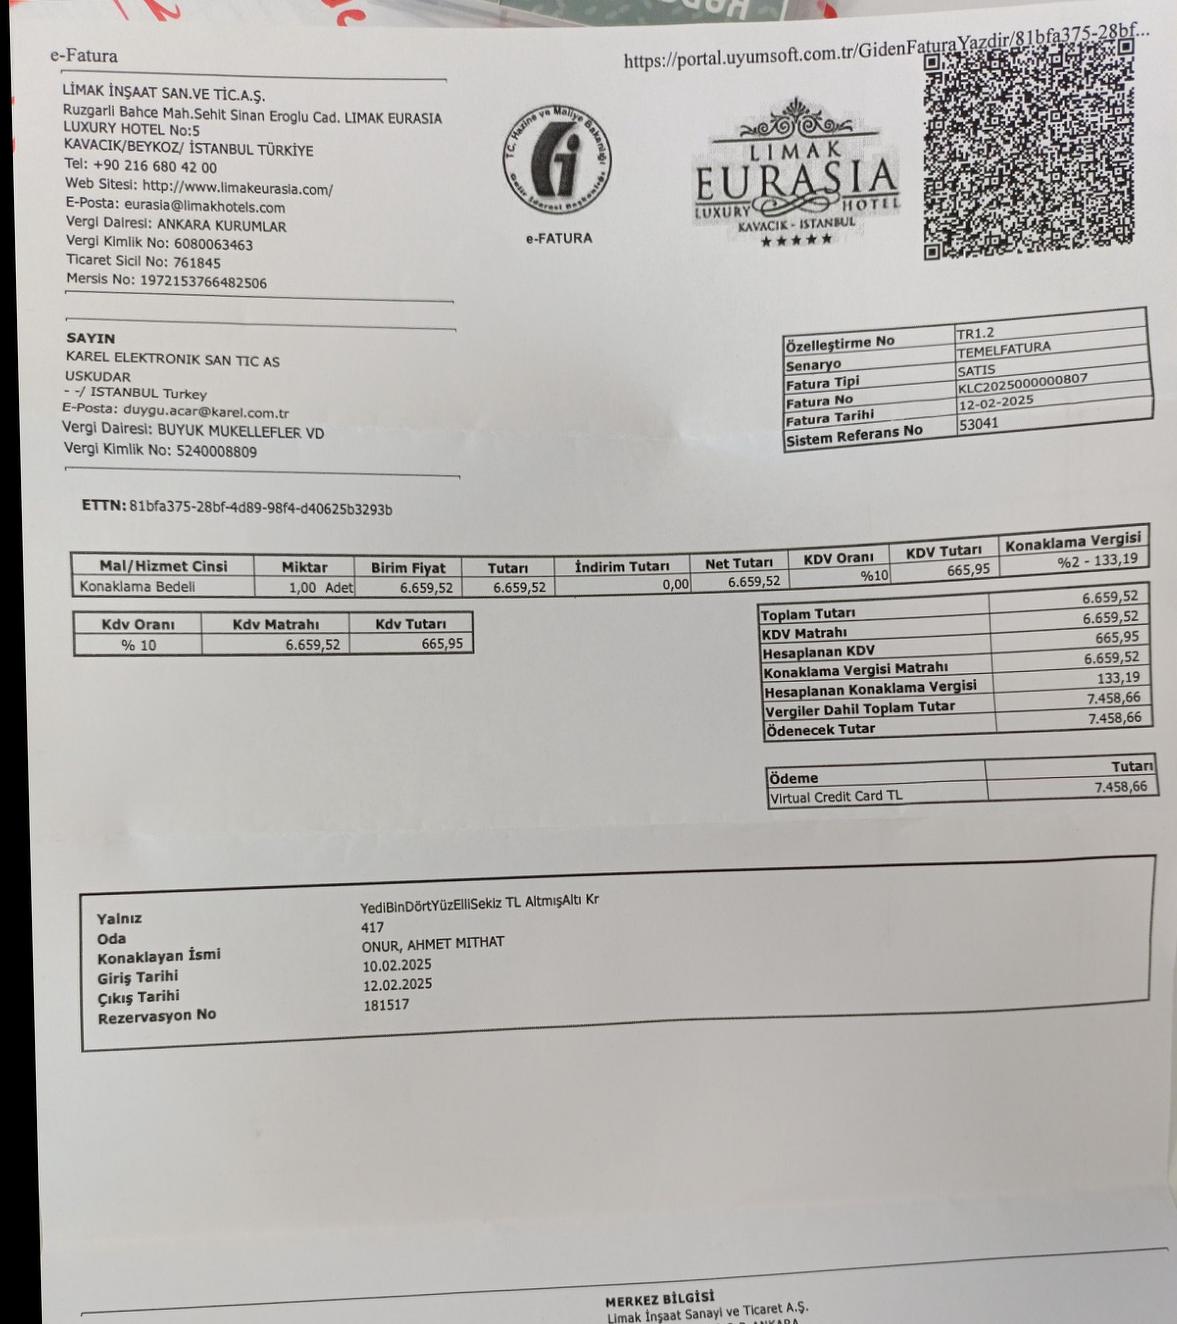 e-Fatura
https://portal.uyumsoft.com.tr/GidenFaturaYazdir/81bfa375-28bf...
LİMAK İNŞAAT SAN.VE TİC.A.Ş.
Ruzgarli Bahce Mah.Sehit Sinan Eroglu Cad. LIMAK EURASIA
LUXURY HOTEL No:5
KAVACIK/BEYKOZ/ İSTANBUL TÜRKİYE
Tel: +90 216 680 42 00
Web Sitesi: http://www.limakeurasia.com/
E-Posta: eurasia@limakhotels.com
Vergi Dairesi: ANKARA KURUMLAR
Vergi Kimlik No: 6080063463
Ticaret Sicil No: 761845
Mersis No: 1972153766482506
T.C. Hazine ve Maliye Bakanlığı
Gelir İdaresi Başkanlığı
e-FATURA
LIMAK
EURASIA
LUXURY HOTEL
KAVACIK - ISTANBUL
SAYIN
KAREL ELEKTRONIK SAN TIC AS
USKUDAR
- -/ ISTANBUL Turkey
E-Posta: duygu.acar@karel.com.tr
Vergi Dairesi: BUYUK MUKELLEFLER VD
Vergi Kimlik No: 5240008809
Özelleştirme No TR1.2
Senaryo TEMELFATURA
Fatura Tipi SATIS
Fatura No KLC2025000000807
Fatura Tarihi 12-02-2025
Sistem Referans No 53041
ETTN: 81bfa375-28bf-4d89-98f4-d40625b3293b
Mal/Hizmet Cinsi Miktar Birim Fiyat Tutarı İndirim Tutarı Net Tutarı KDV Oranı KDV Tutarı Konaklama Vergisi
Konaklama Bedeli 1,00 Adet 6.659,52 6.659,52 0,00 6.659,52 %10 665,95 %2 - 133,19
Kdv Oranı Kdv Matrahı Kdv Tutarı
% 10 6.659,52 665,95
Toplam Tutarı 6.659,52
KDV Matrahı 6.659,52
Hesaplanan KDV 665,95
Konaklama Vergisi Matrahı 6.659,52
Hesaplanan Konaklama Vergisi 133,19
Vergiler Dahil Toplam Tutar 7.458,66
Ödenecek Tutar 7.458,66
Ödeme Tutarı
Virtual Credit Card TL 7.458,66
Yalnız YediBinDörtYüzElliSekiz TL AltmışAltı Kr
Oda 417
Konaklayan İsmi ONUR, AHMET MITHAT
Giriş Tarihi 10.02.2025
Çıkış Tarihi 12.02.2025
Rezervasyon No 181517
MERKEZ BİLGİSİ
Limak İnşaat Sanayi ve Ticaret A.Ş.